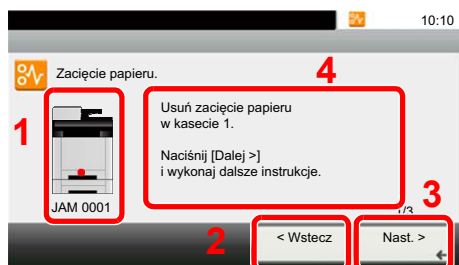 10:10
Zacięcie papieru.
4
1
Usuń zacięcie papieru
w kasecie 1.
Naciśnij [Dalej >]
i wykonaj dalsze instrukcje.
JAM 0001
3
1/3
2
< Wstecz
Nast. >